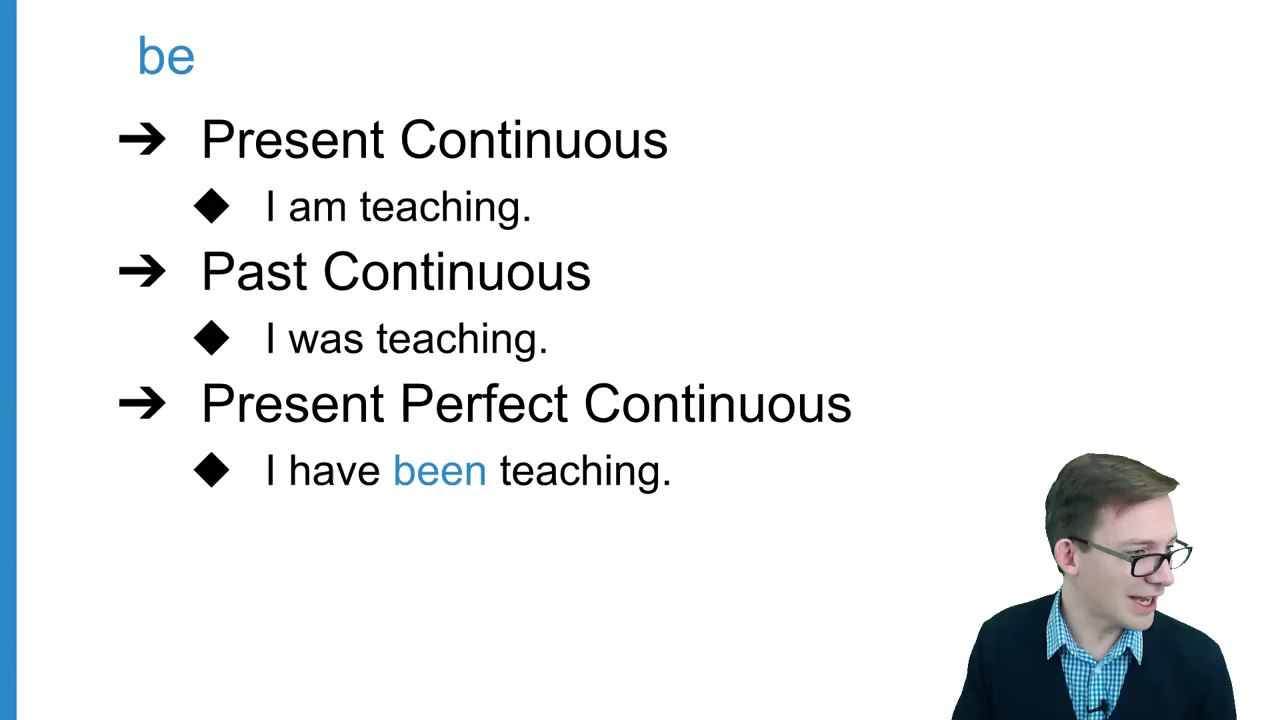 be
➔ Present Continuous
◆ I am teaching.
➔ Past Continuous
◆ I was teaching.
➔ Present Perfect Continuous
◆ I have been teaching.